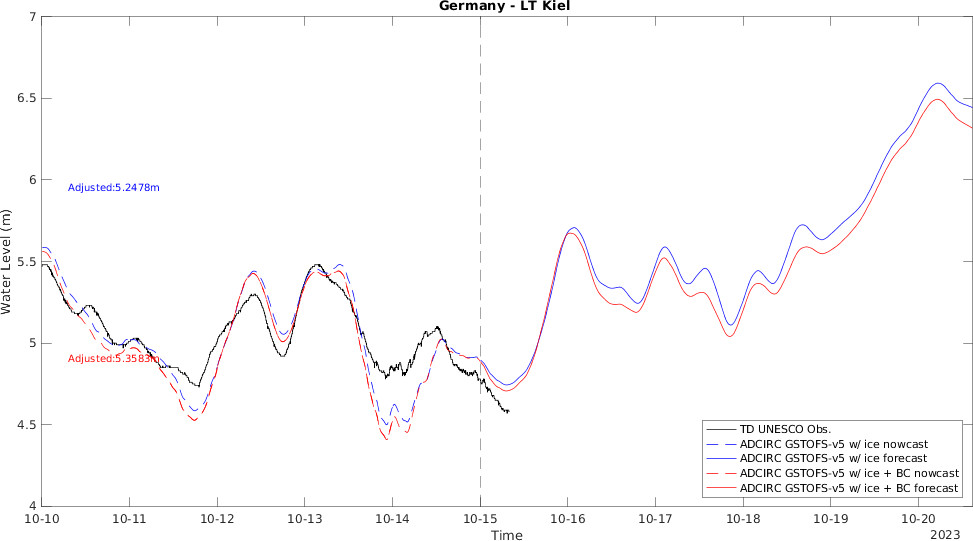 Germany - LT Kiel
7
6.5
6
5.5
5
4.5
4
Water Level (m)
Adjusted:5.2478m
Adjusted:5.3583m
TD UNESCO Obs.
ADCIRC GSTOFS-v5 w/ ice nowcast
ADCIRC GSTOFS-v5 w/ ice forecast
ADCIRC GSTOFS-v5 w/ ice + BC nowcast
ADCIRC GSTOFS-v5 w/ ice + BC forecast
10-10 10-11 10-12 10-13 10-14 10-15 10-16 10-17 10-18 10-19 10-20
Time
2023